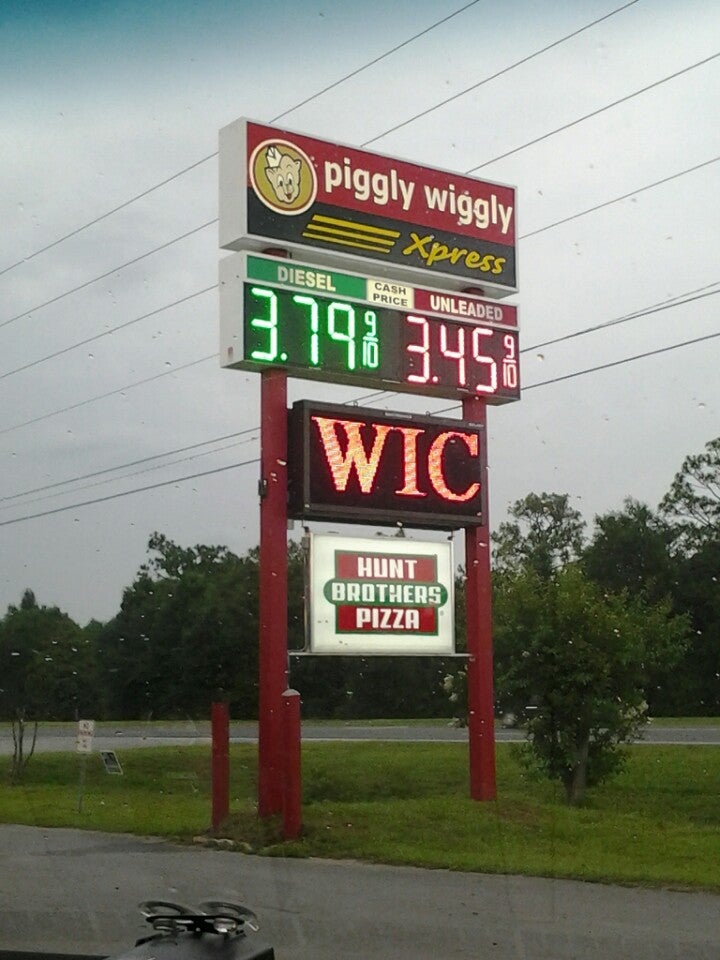 piggly wiggly
Xpress
DIESEL CASH PRICE UNLEADED
3.79 9/10 3.45 9/10
WIC
HUNT
BROTHERS
PIZZA